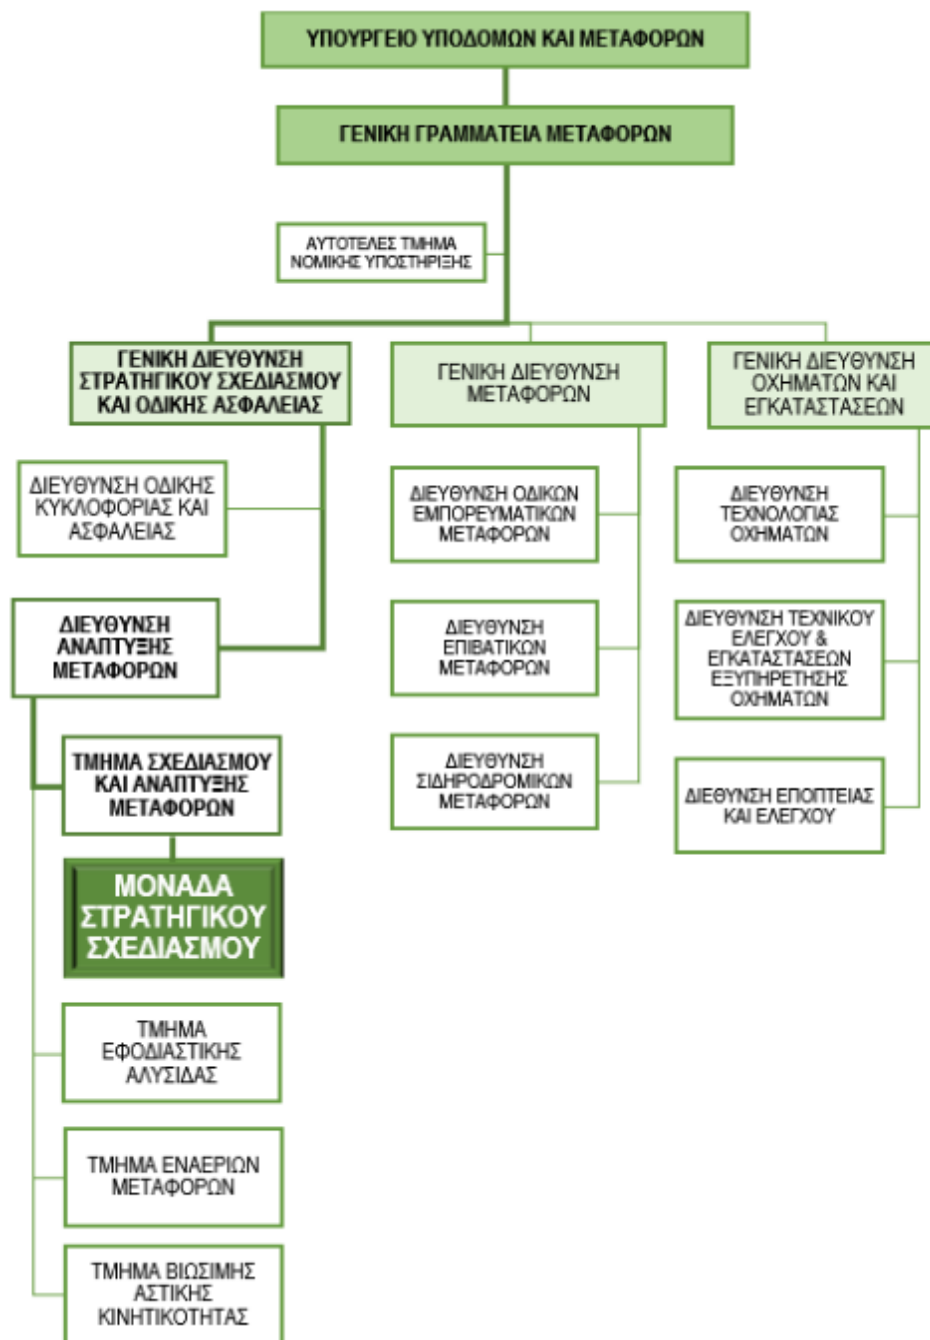 ΥΠΟΥΡΓΕΙΟ ΥΠΟΔΟΜΩΝ ΚΑΙ ΜΕΤΑΦΟΡΩΝ
ΓΕΝΙΚΗ ΓΡΑΜΜΑΤΕΙΑ ΜΕΤΑΦΟΡΩΝ
ΑΥΤΟΤΕΛΕΣ ΤΜΗΜΑ
ΝΟΜΙΚΗΣ ΥΠΟΣΤΗΡΙΞΗΣ
ΓΕΝΙΚΗ ΔΙΕΥΘΥΝΣΗ
ΣΤΡΑΤΗΓΙΚΟΥ ΣΧΕΔΙΑΣΜΟΥ
ΚΑΙ ΟΔΙΚΗΣ ΑΣΦΑΛΕΙΑΣ
ΔΙΕΥΘΥΝΣΗ ΟΔΙΚΗΣ
ΚΥΚΛΟΦΟΡΙΑΣ ΚΑΙ
ΑΣΦΑΛΕΙΑΣ
ΔΙΕΥΘΥΝΣΗ
ΑΝΑΠΤΥΞΗΣ
ΜΕΤΑΦΟΡΩΝ
ΤΜΗΜΑ ΣΧΕΔΙΑΣΜΟΥ
ΚΑΙ ΑΝΑΠΤΥΞΗΣ
ΜΕΤΑΦΟΡΩΝ
ΜΟΝΑΔΑ
ΣΤΡΑΤΗΓΙΚΟΥ
ΣΧΕΔΙΑΣΜΟΥ
ΤΜΗΜΑ
ΕΦΟΔΙΑΣΤΙΚΗΣ
ΑΛΥΣΙΔΑΣ
ΤΜΗΜΑ ΕΝΑΕΡΙΩΝ
ΜΕΤΑΦΟΡΩΝ
ΤΜΗΜΑ ΒΙΩΣΙΜΗΣ
ΑΣΤΙΚΗΣ
ΚΙΝΗΤΙΚΟΤΗΤΑΣ
ΓΕΝΙΚΗ ΔΙΕΥΘΥΝΣΗ
ΜΕΤΑΦΟΡΩΝ
ΔΙΕΥΘΥΝΣΗ ΟΔΙΚΩΝ
ΕΜΠΟΡΕΥΜΑΤΙΚΩΝ
ΜΕΤΑΦΟΡΩΝ
ΔΙΕΥΘΥΝΣΗ
ΕΠΙΒΑΤΙΚΩΝ
ΜΕΤΑΦΟΡΩΝ
ΔΙΕΥΘΥΝΣΗ
ΣΙΔΗΡΟΔΡΟΜΙΚΩΝ
ΜΕΤΑΦΟΡΩΝ
ΓΕΝΙΚΗ ΔΙΕΥΘΥΝΣΗ
ΟΧΗΜΑΤΩΝ ΚΑΙ
ΕΓΚΑΤΑΣΤΑΣΕΩΝ
ΔΙΕΥΘΥΝΣΗ
ΤΕΧΝΟΛΟΓΙΑΣ
ΟΧΗΜΑΤΩΝ
ΔΙΕΥΘΥΝΣΗ ΤΕΧΝΙΚΟΥ
ΕΛΕΓΧΟΥ &
ΕΓΚΑΤΑΣΤΑΣΕΩΝ
ΕΞΥΠΗΡΕΤΗΣΗΣ
ΟΧΗΜΑΤΩΝ
ΔΙΕΘΥΝΣΗ ΕΠΟΠΤΕΙΑΣ
ΚΑΙ ΕΛΕΓΧΟΥ